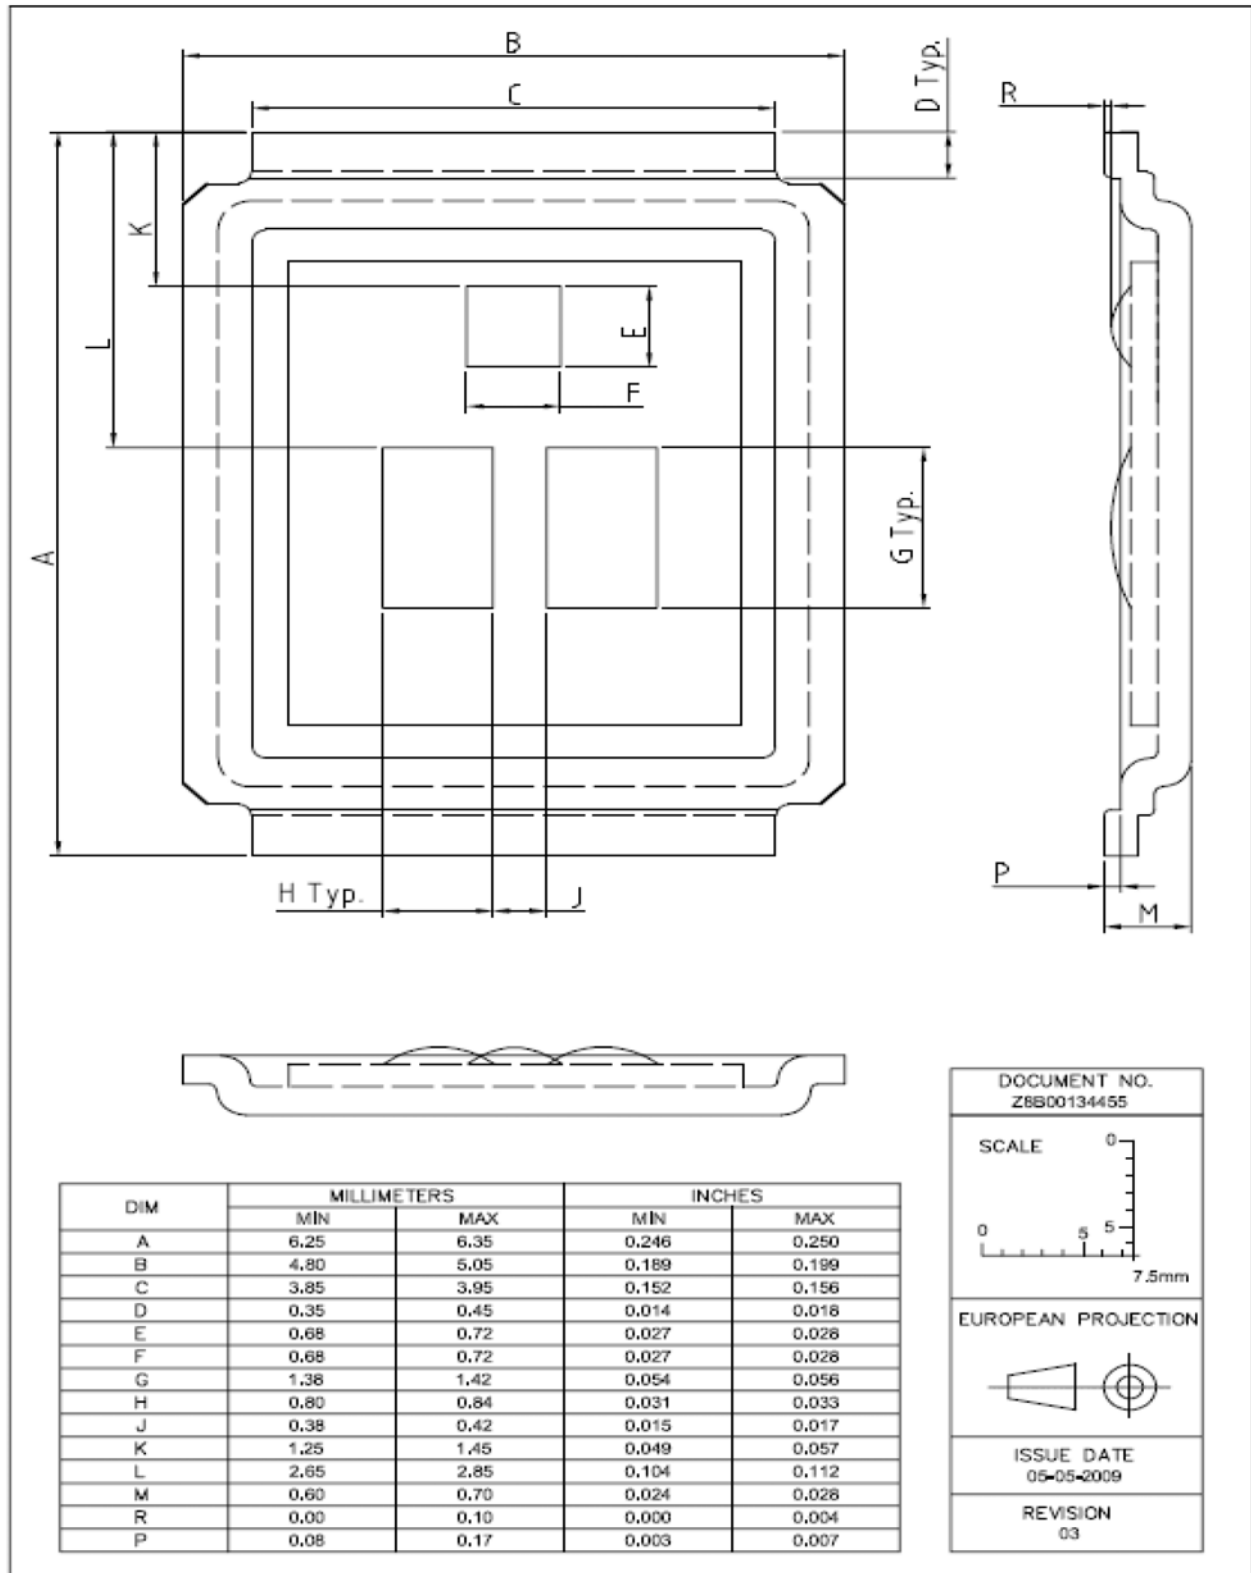 B
C
D Typ.
R
K
L
E
F
A
G Typ.
H Typ.
J
P
M
DIM MILLIMETERS INCHES
MIN MAX MIN MAX
A 6.25 6.35 0.246 0.250
B 4.80 5.05 0.189 0.199
C 3.85 3.95 0.152 0.156
D 0.35 0.45 0.014 0.018
E 0.68 0.72 0.027 0.028
F 0.68 0.72 0.027 0.028
G 1.38 1.42 0.054 0.056
H 0.80 0.84 0.031 0.033
J 0.38 0.42 0.015 0.017
K 1.25 1.45 0.049 0.057
L 2.65 2.85 0.104 0.112
M 0.60 0.70 0.024 0.028
R 0.00 0.10 0.000 0.004
P 0.08 0.17 0.003 0.007
DOCUMENT NO.
Z8B00134455
SCALE
0
0 5 5
7.5mm
EUROPEAN PROJECTION
ISSUE DATE
05-05-2009
REVISION
03